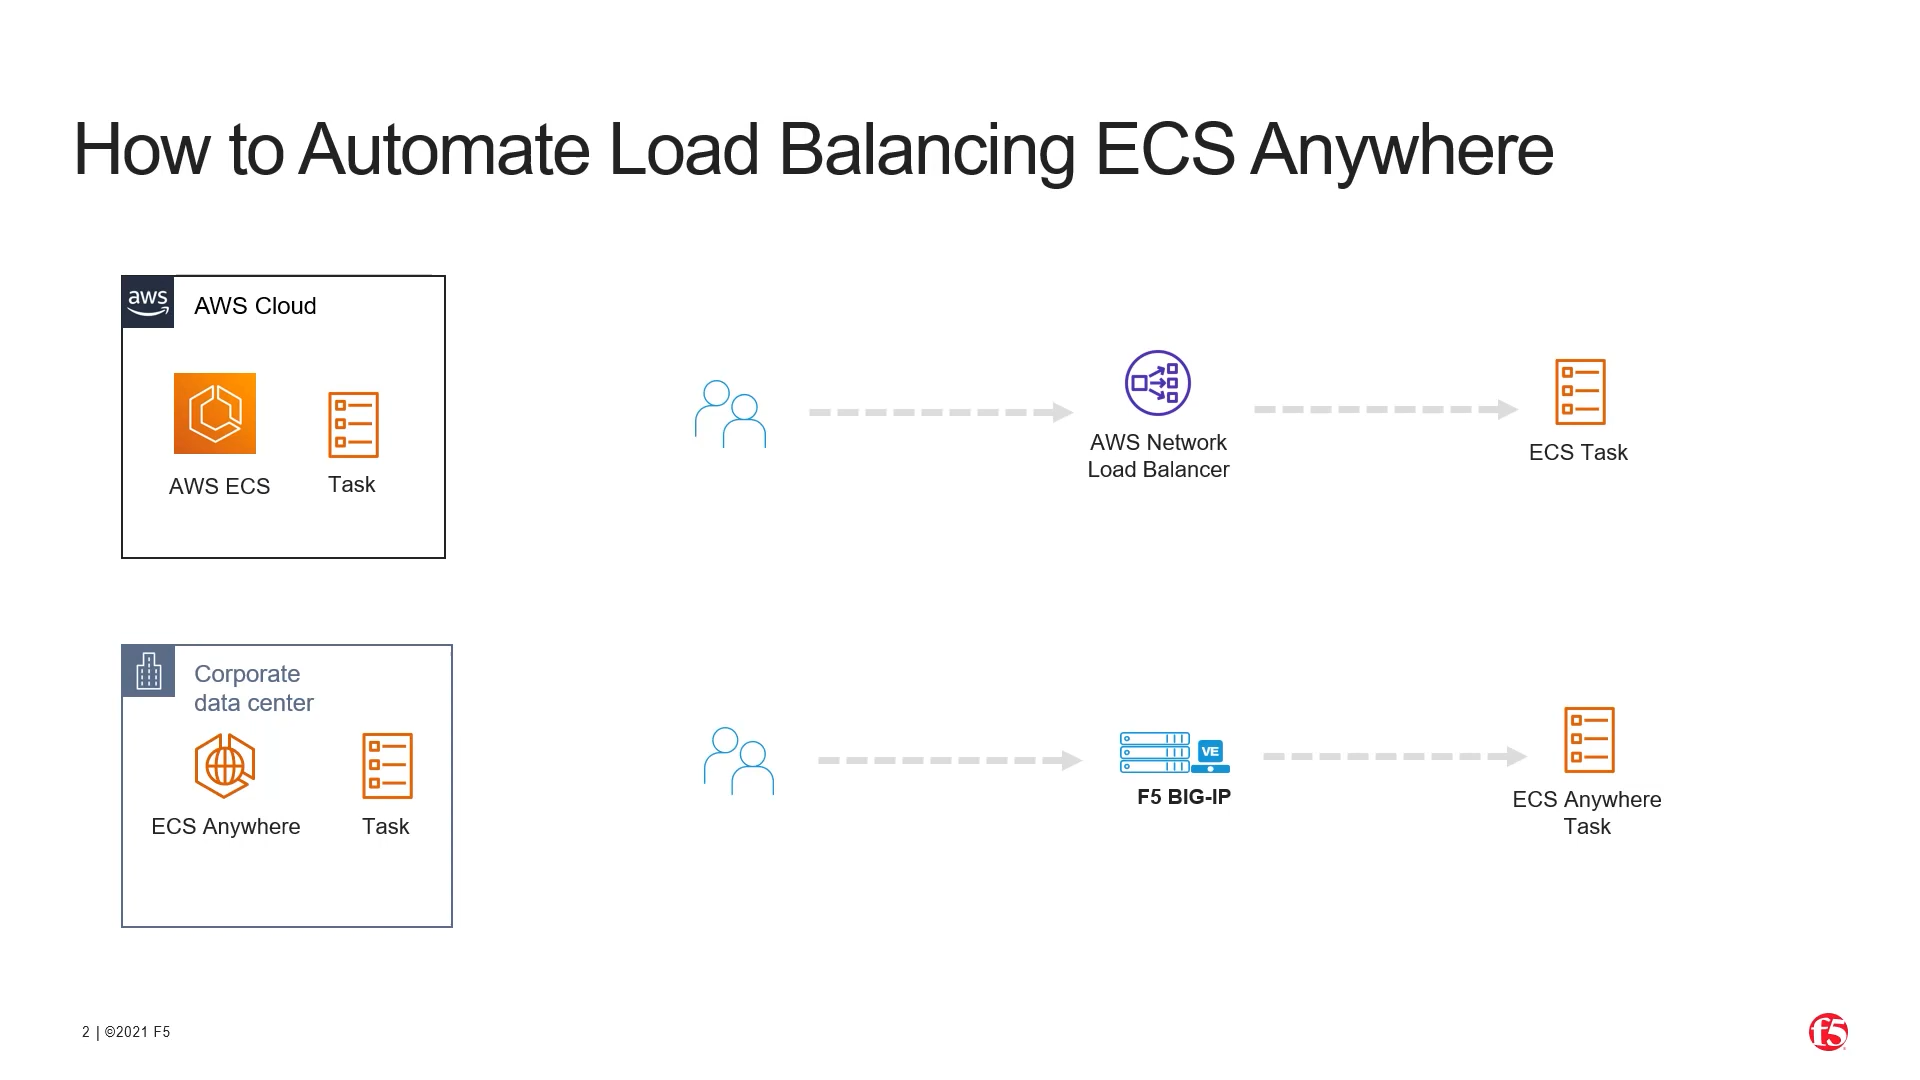 How to Automate Load Balancing ECS Anywhere
aws
AWS Cloud
AWS ECS
Task
AWS Network
Load Balancer
ECS Task
Corporate
data center
ECS Anywhere
Task
VE
F5 BIG-IP
ECS Anywhere
Task
2 | ©2021 F5
f5